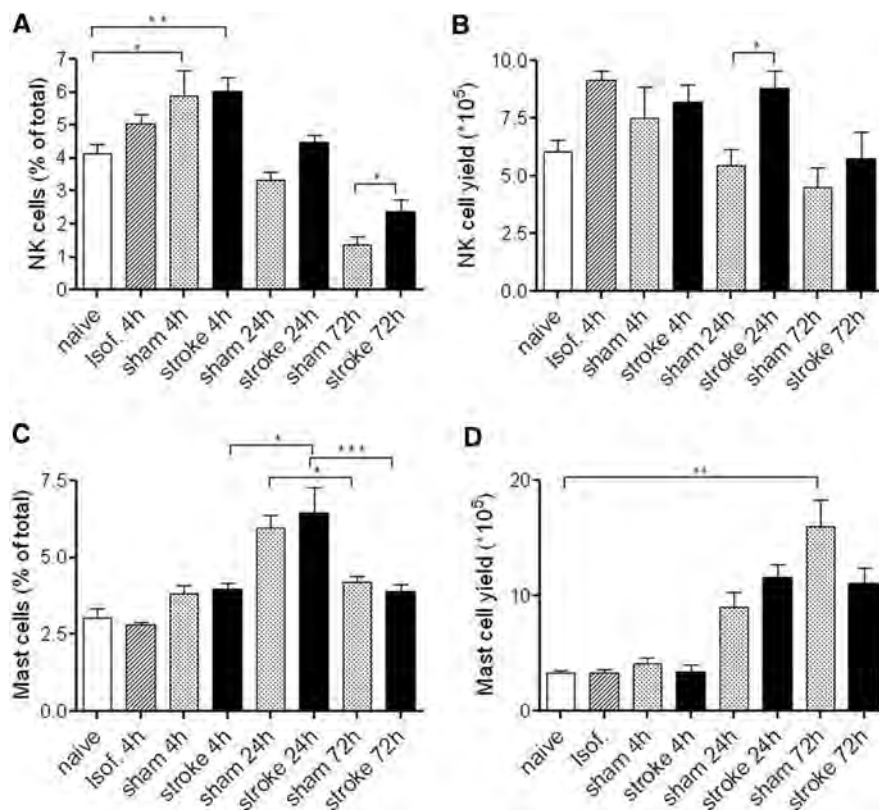 A
NK cells (% of total)
7
6
5
4
3
2
1
0
* *
*
*
naive
Isof. 4h
sham 4h
stroke 4h
sham 24h
stroke 24h
sham 72h
stroke 72h
B
NK cell yield (*10⁵)
10.0
7.5
5.0
2.5
0.0
*
naive
Isof. 4h
sham 4h
stroke 4h
sham 24h
stroke 24h
sham 72h
stroke 72h
C
Mast cells (% of total)
7.5
5.0
2.5
0.0
*
***
*
naive
Isof. 4h
sham 4h
stroke 4h
sham 24h
stroke 24h
sham 72h
stroke 72h
D
Mast cell yield (*10⁵)
20
10
0
**
naive
Isof.
sham 4h
stroke 4h
sham 24h
stroke 24h
sham 72h
stroke 72h